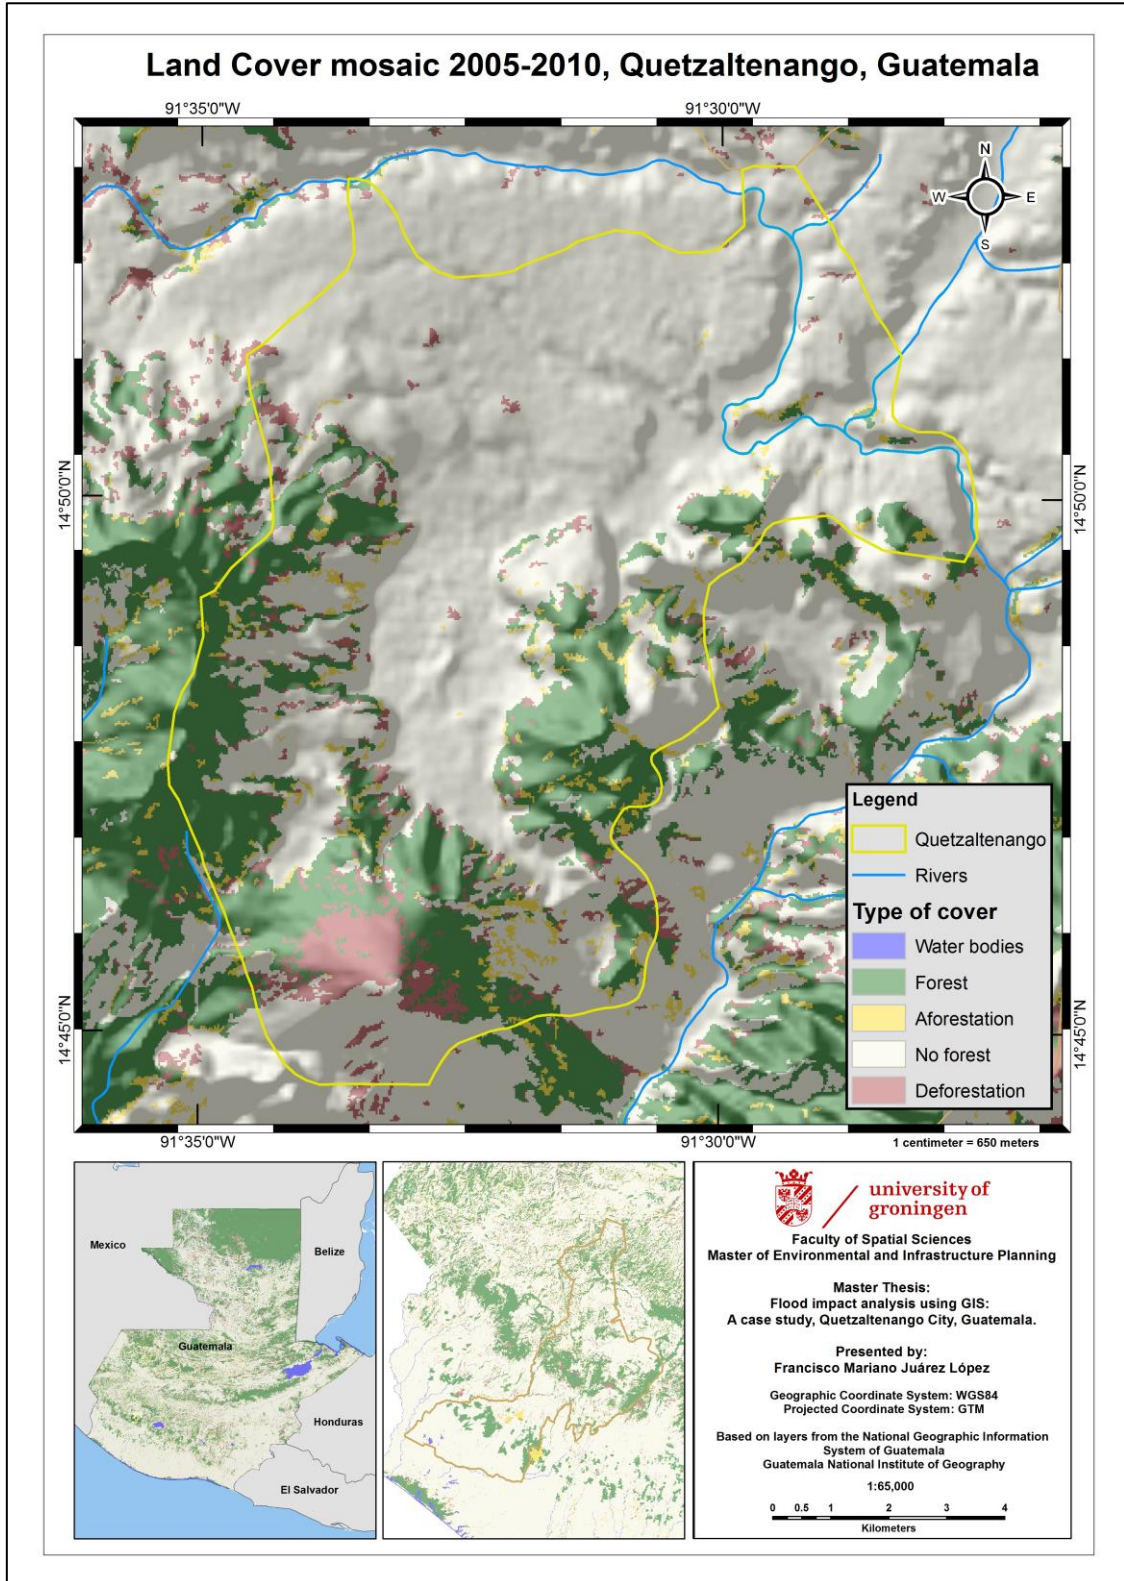 Land Cover mosaic 2005-2010, Quetzaltenango, Guatemala
91°35'0"W
91°30'0"W
N
W
E
S
14°50'0"N
14°50'0"N
14°45'0"N
14°45'0"N
Legend
Quetzaltenango
Rivers
Type of cover
Water bodies
Forest
Aforestation
No forest
Deforestation
91°35'0"W
91°30'0"W
1 centimeter = 650 meters
Mexico
Belize
Guatemala
Honduras
El Salvador
university of
groningen
Faculty of Spatial Sciences
Master of Environmental and Infrastructure Planning
Master Thesis:
Flood impact analysis using GIS:
A case study, Quetzaltenango City, Guatemala.
Presented by:
Francisco Mariano Juárez López
Geographic Coordinate System: WGS84
Projected Coordinate System: GTM
Based on layers from the National Geographic Information
System of Guatemala
Guatemala National Institute of Geography
1:65,000
0 0.5 1 2 3 4
Kilometers